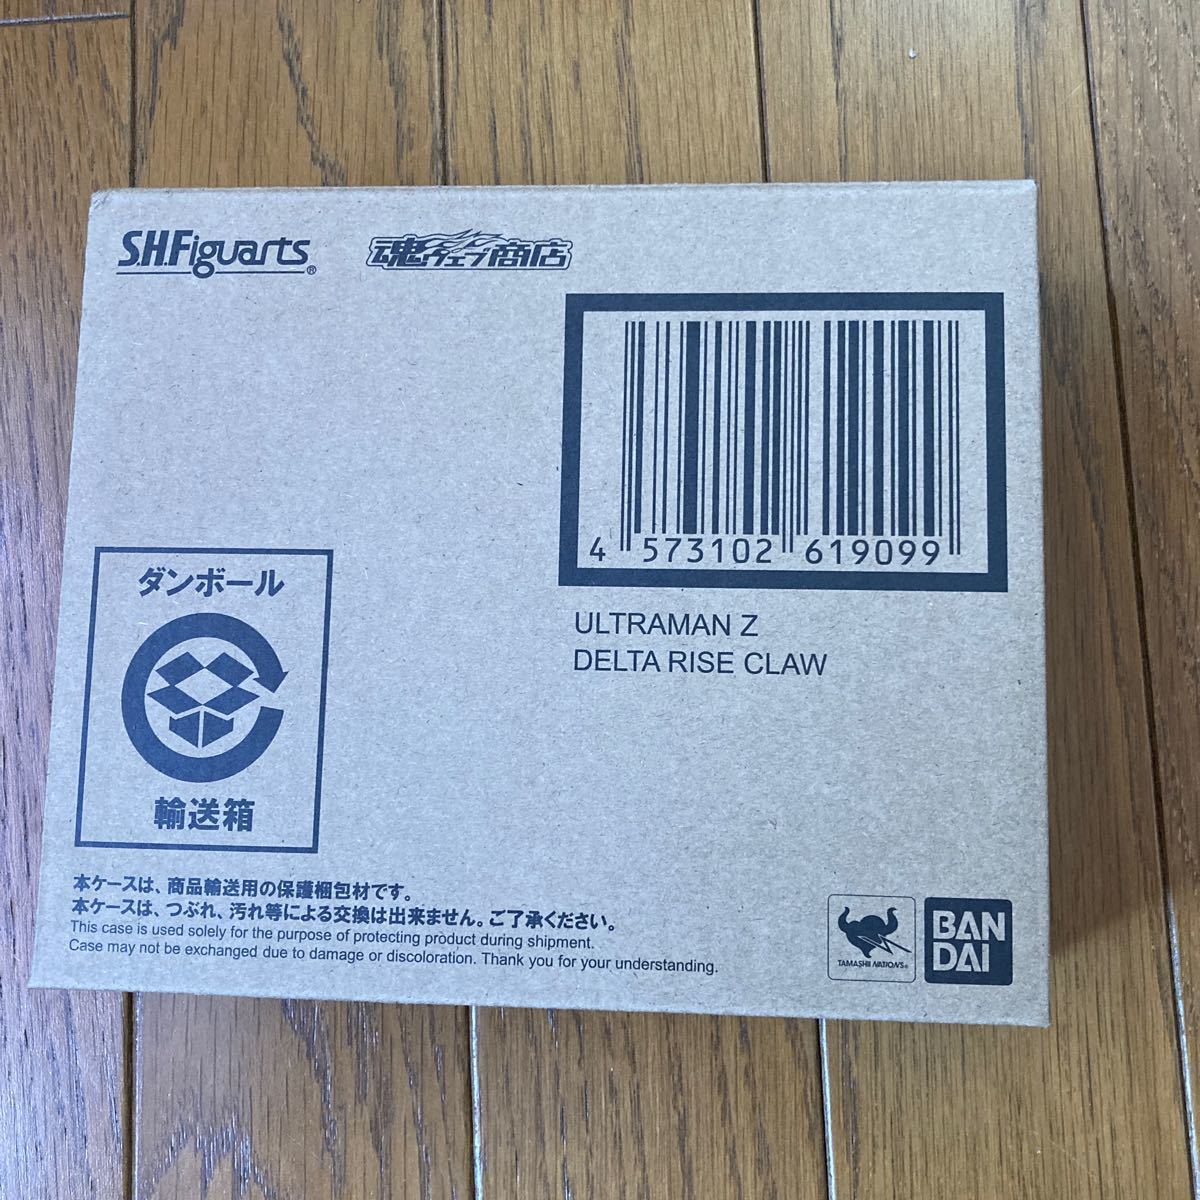 S.H.Figuarts®
魂ウェブ商店
4 573102 619099
ULTRAMAN Z
DELTA RISE CLAW
ダンボール
輸送箱
本ケースは、商品輸送用の保護梱包材です。
本ケースは、つぶれ、汚れ等による交換は出来ません。ご了承ください。
This case is used solely for the purpose of protecting product during shipment.
Case may not be exchanged due to damage or discoloration. Thank you for your understanding.
TAMASHII NATIONS®
BAN
DAI